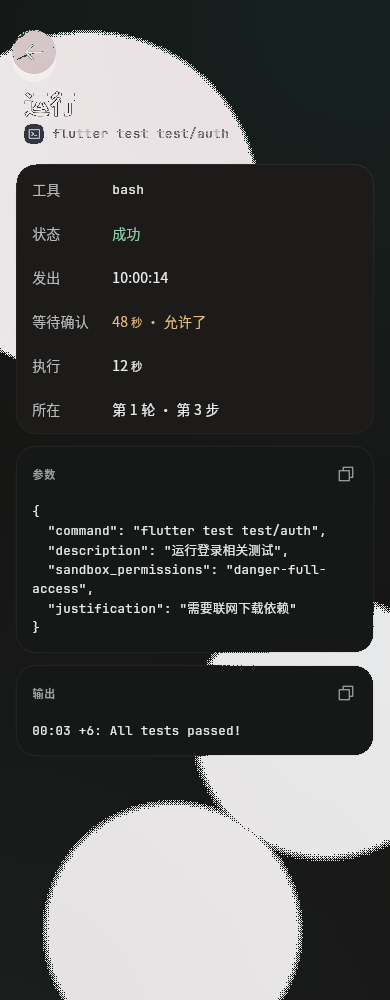 运行
flutter test test/auth
工具 bash
状态 成功
发出 10:00:14
等待确认 48 秒 · 允许了
执行 12 秒
所在 第 1 轮 · 第 3 步
参数
{
  "command": "flutter test test/auth",
  "description": "运行登录相关测试",
  "sandbox_permissions": "danger-full-
access",
  "justification": "需要联网下载依赖"
}
输出
00:03 +6: All tests passed!